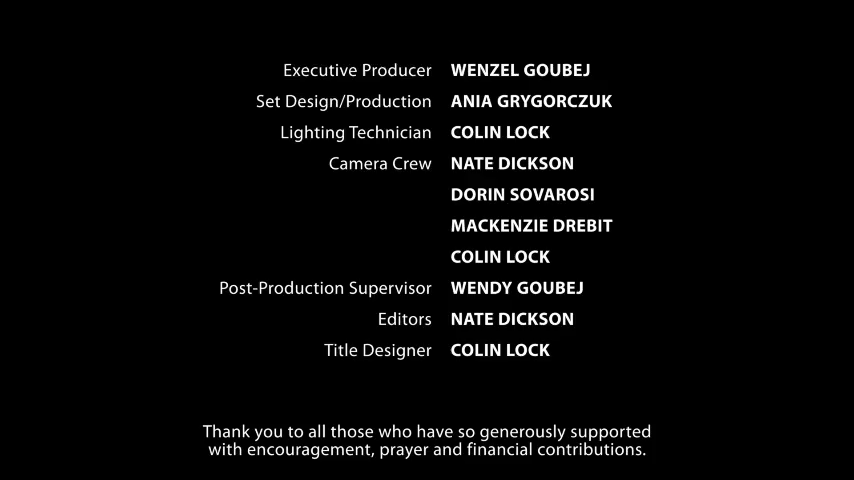 Executive Producer WENZEL GOUBEJ
Set Design/Production ANIA GRYGORCZUK
Lighting Technician COLIN LOCK
Camera Crew NATE DICKSON
DORIN SOVAROSI
MACKENZIE DREBIT
COLIN LOCK
Post-Production Supervisor WENDY GOUBEJ
Editors NATE DICKSON
Title Designer COLIN LOCK
Thank you to all those who have so generously supported
with encouragement, prayer and financial contributions.